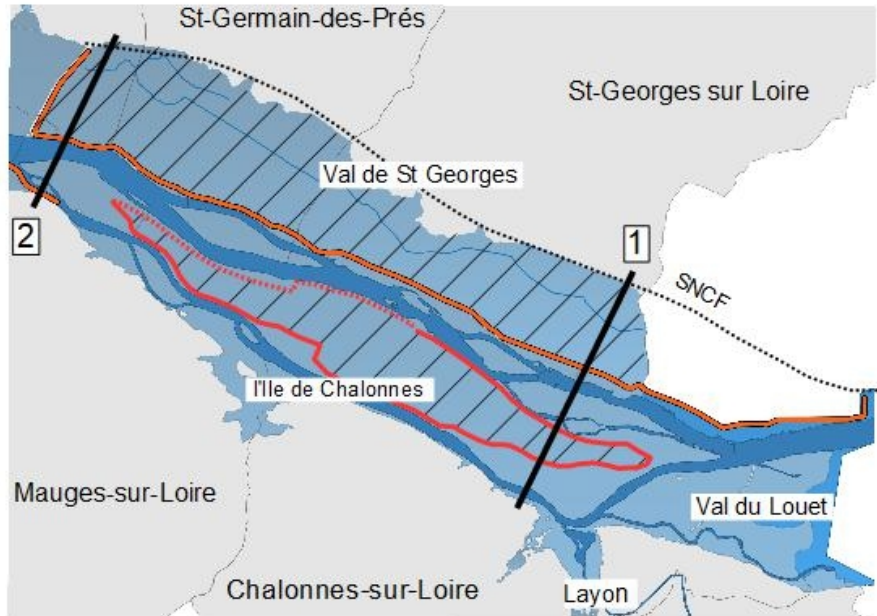 St-Germain-des-Prés
St-Georges sur Loire
Val de St Georges
2
1
SNCF
l'Ile de Chalonnes
Mauges-sur-Loire
Val du Louet
Chalonnes-sur-Loire
Layon